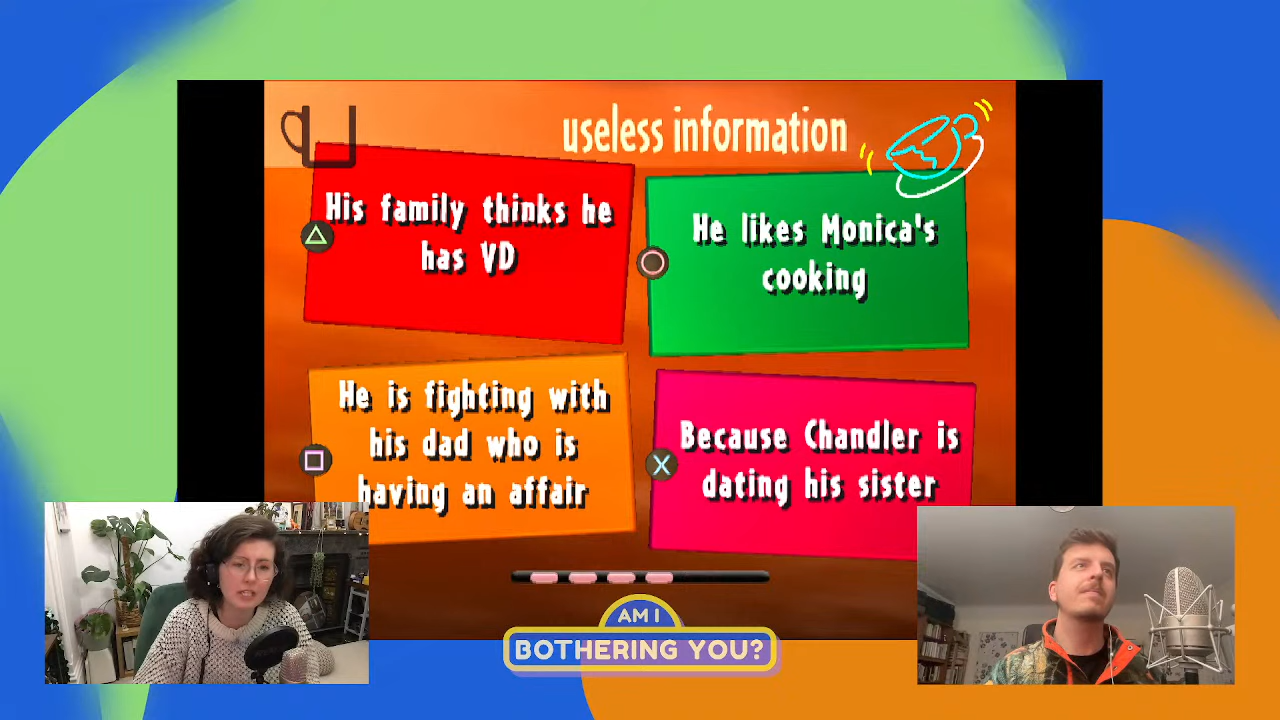 useless information
His family thinks he
has VD
He likes Monica's
cooking
He is fighting with
his dad who is
having an affair
Because Chandler is
dating his sister
AM I
BOTHERING YOU?